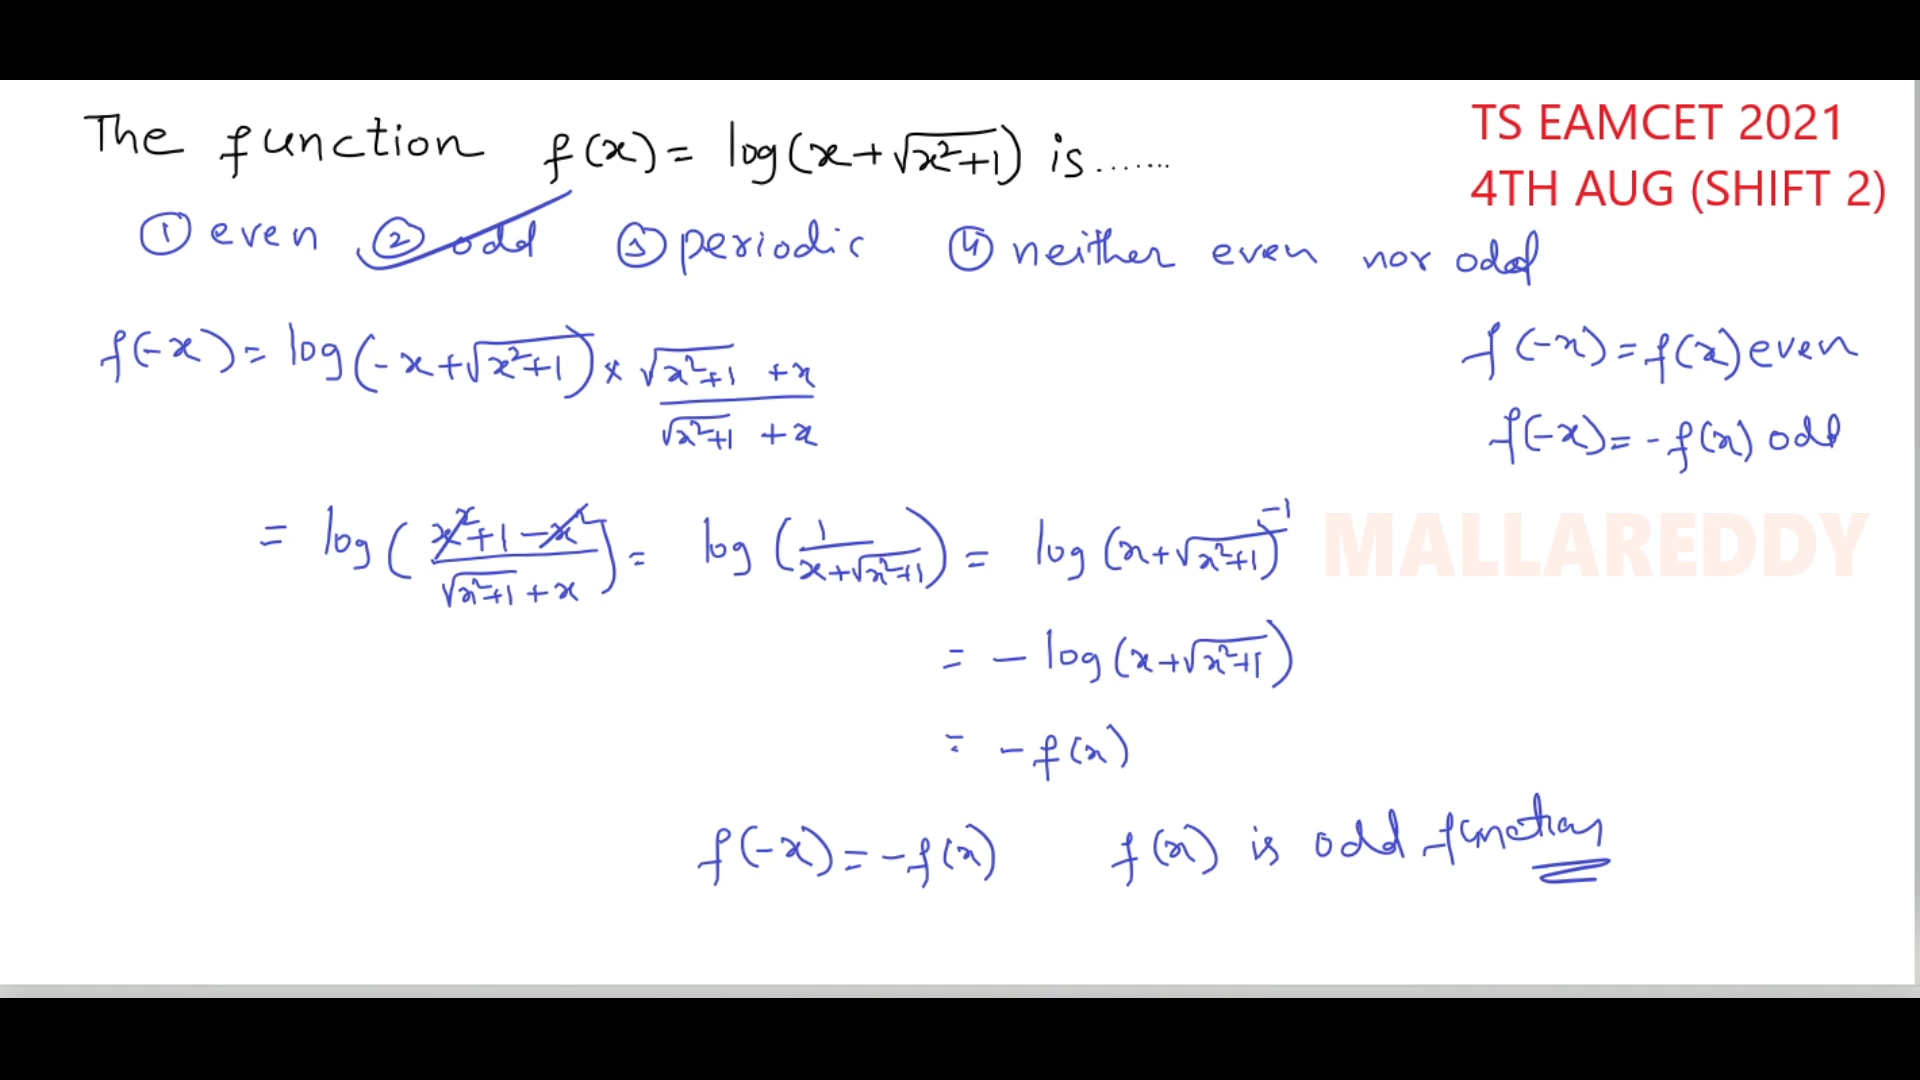 The function f(x) = log(x+√(x²+1)) is.......
TS EAMCET 2021
4TH AUG (SHIFT 2)
① even ② odd ③ periodic ④ neither even nor odd
f(-x) = log(-x+√(x²+1)) × (√(x²+1) +x)/(√(x²+1) +x)
f(-x) = f(x) even
f(-x) = -f(x) odd
= log((x²+1-x²)/(√(x²+1)+x)) = log(1/(x+√(x²+1))) = log(x+√(x²+1))⁻¹
MALLAREDDY
= - log(x+√(x²+1))
= -f(x)
f(-x) = -f(x) f(x) is odd function